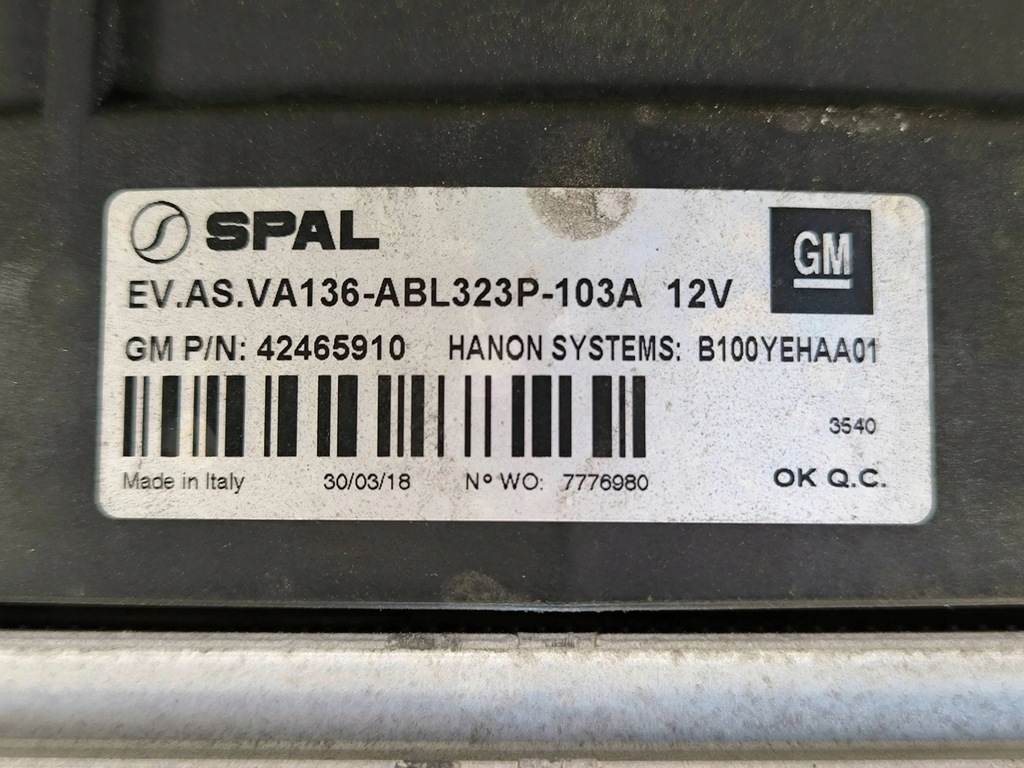 SPAL
GM
EV.AS.VA136-ABL323P-103A 12V
GM P/N: 42465910 HANON SYSTEMS: B100YEHAA01
3540
Made in Italy 30/03/18 N° WO: 7776980 OK Q.C.